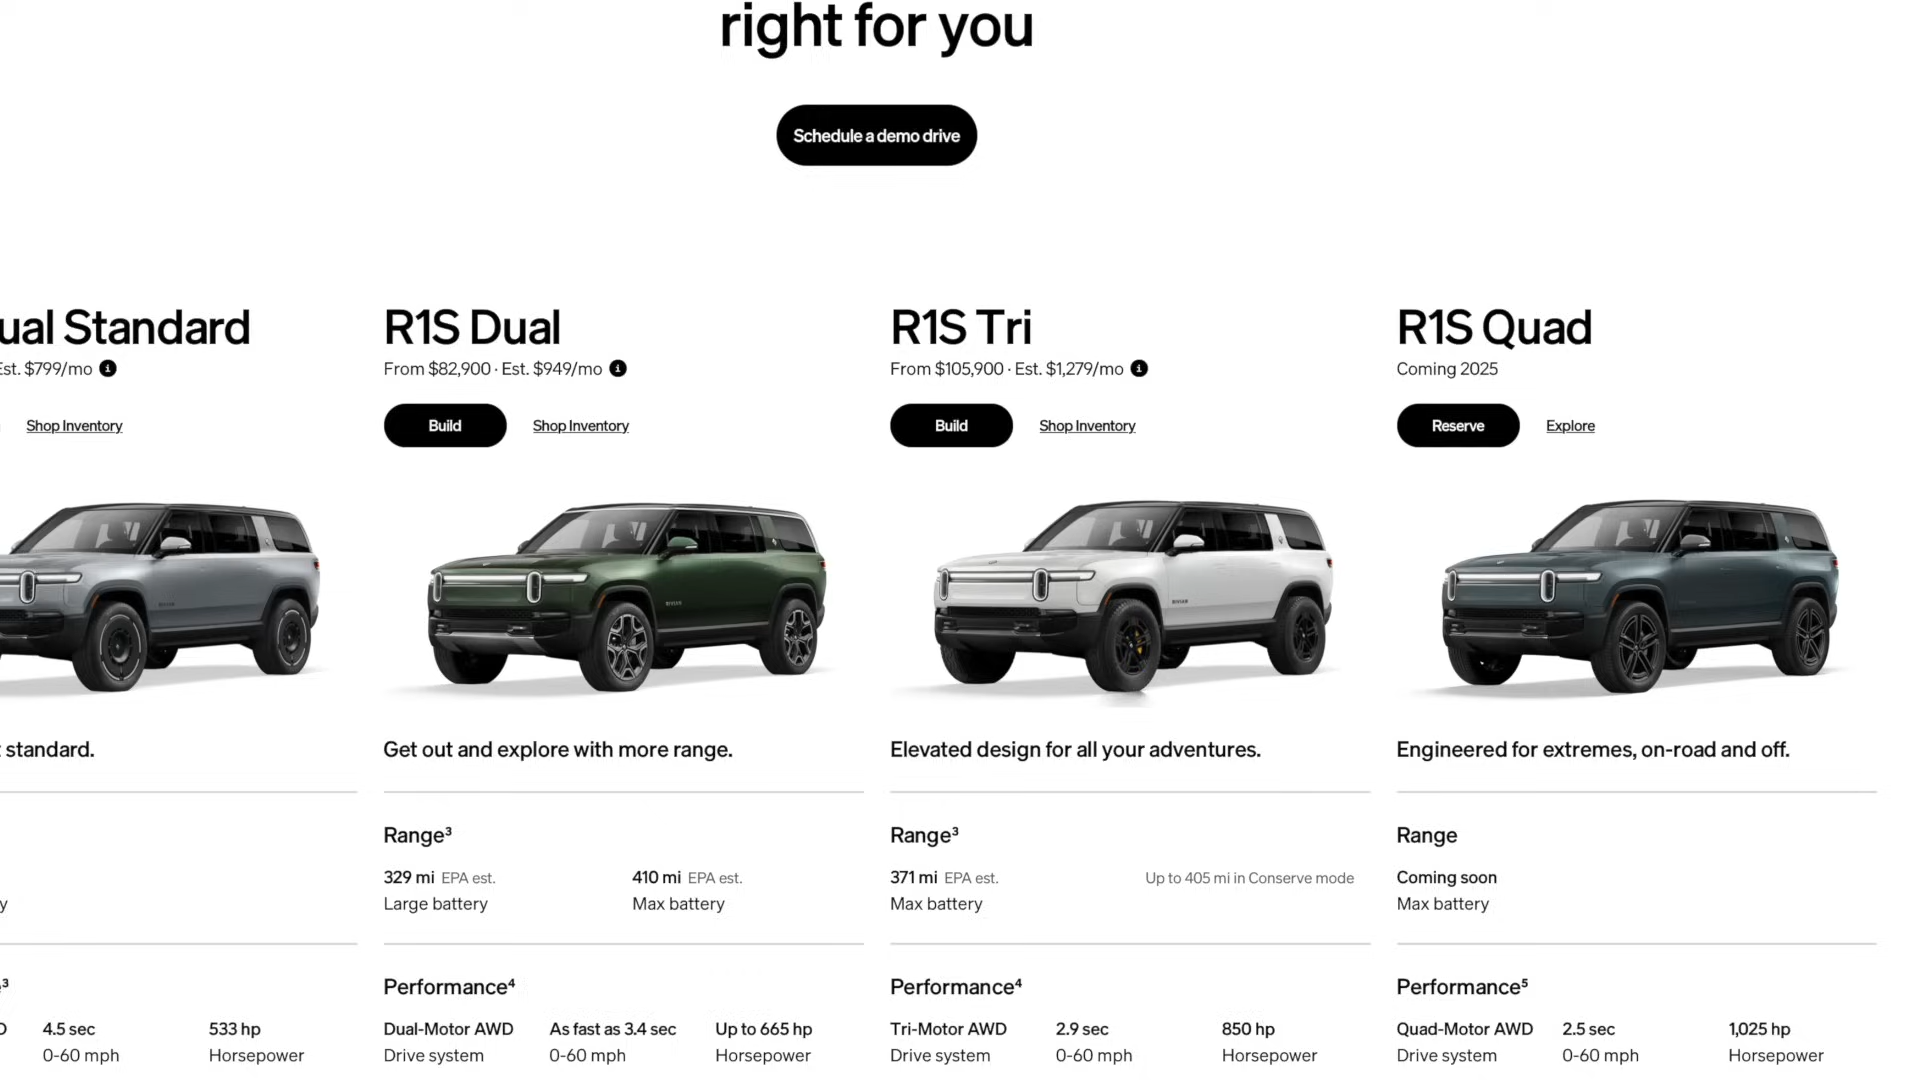 right for you
Schedule a demo drive
ual Standard
Est. $799/mo
Shop Inventory
standard.
4.5 sec
0-60 mph
533 hp
Horsepower
R1S Dual
From $82,900 · Est. $949/mo
Build
Shop Inventory
Get out and explore with more range.
Range³
329 mi EPA est.
Large battery
410 mi EPA est.
Max battery
Performance⁴
Dual-Motor AWD
Drive system
As fast as 3.4 sec
0-60 mph
Up to 665 hp
Horsepower
R1S Tri
From $105,900 · Est. $1,279/mo
Build
Shop Inventory
Elevated design for all your adventures.
Range³
371 mi EPA est.
Max battery
Up to 405 mi in Conserve mode
Performance⁴
Tri-Motor AWD
Drive system
2.9 sec
0-60 mph
850 hp
Horsepower
R1S Quad
Coming 2025
Reserve
Explore
Engineered for extremes, on-road and off.
Range
Coming soon
Max battery
Performance⁵
Quad-Motor AWD
Drive system
2.5 sec
0-60 mph
1,025 hp
Horsepower